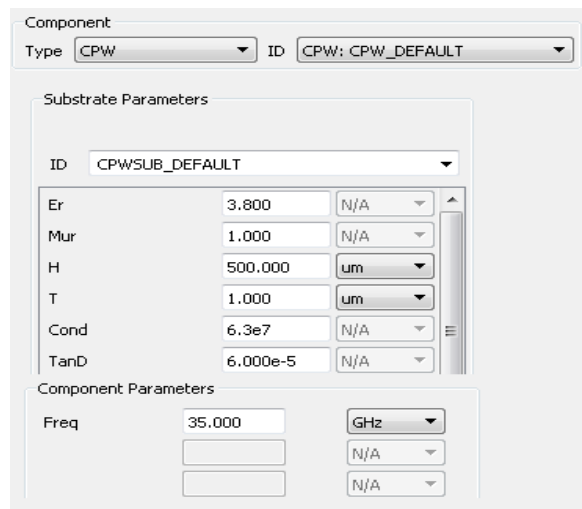 Component
Type CPW ID CPW: CPW_DEFAULT
Substrate Parameters
ID CPWSUB_DEFAULT
Er 3.800 N/A
Mur 1.000 N/A
H 500.000 um
T 1.000 um
Cond 6.3e7 N/A
TanD 6.000e-5 N/A
Component Parameters
Freq 35.000 GHz
N/A
N/A